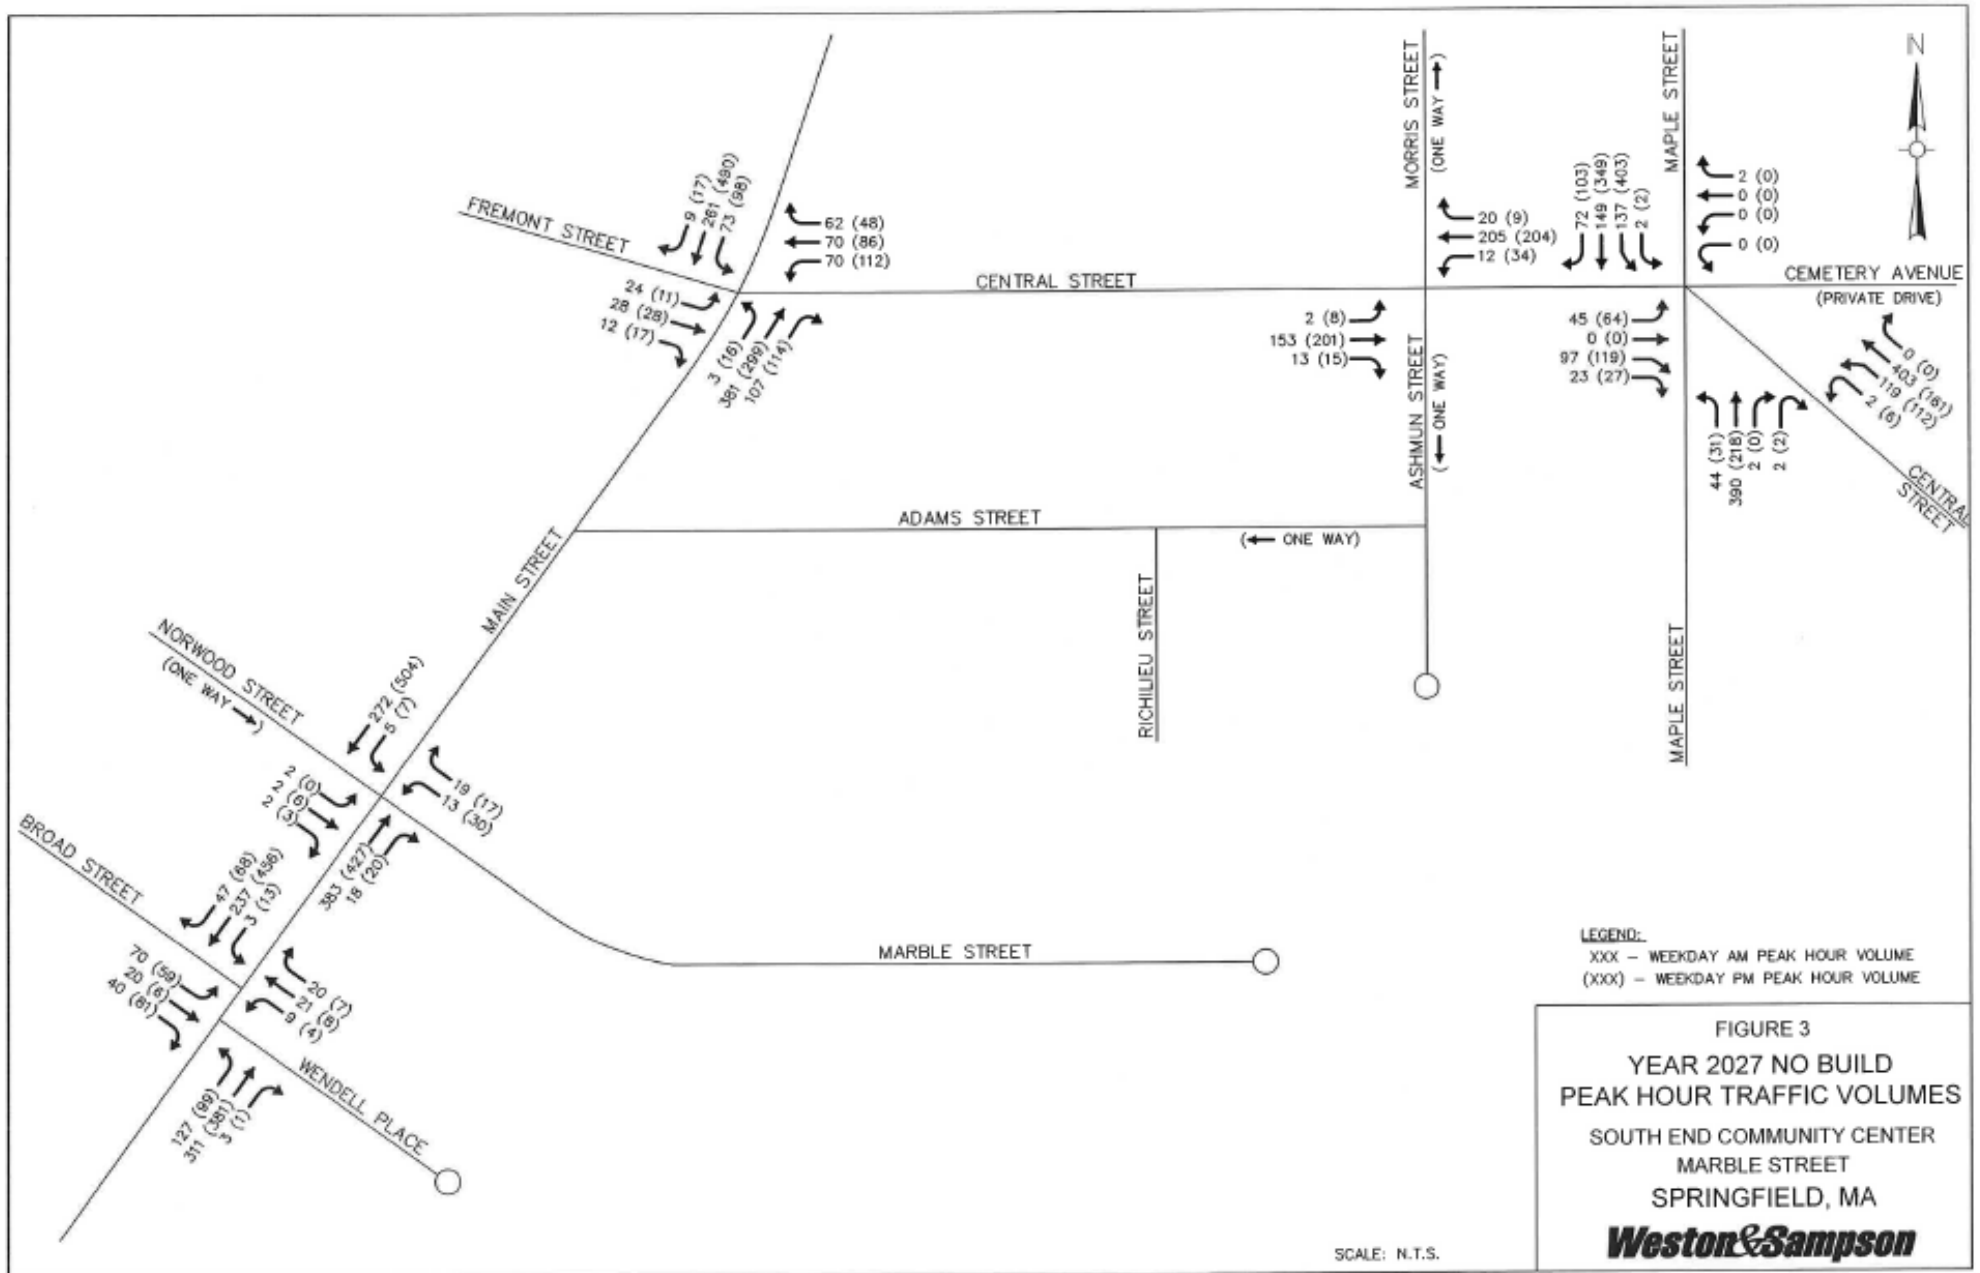 N
MORRIS STREET
(ONE WAY →)
MAPLE STREET
FREMONT STREET
9 (17)
281 (490)
73 (98)
62 (48)
70 (86)
70 (112)
24 (11)
28 (28)
12 (17)
3 (16)
381 (299)
107 (114)
CENTRAL STREET
20 (9)
205 (204)
12 (34)
2 (8)
153 (201)
13 (15)
ASHMUN STREET
(← ONE WAY)
72 (103)
149 (349)
137 (403)
2 (2)
2 (0)
0 (0)
0 (0)
0 (0)
CEMETERY AVENUE
(PRIVATE DRIVE)
45 (64)
0 (0)
97 (119)
23 (27)
44 (31)
390 (218)
2 (0)
2 (2)
0 (0)
403 (161)
119 (112)
2 (6)
CENTRAL
STREET
ADAMS STREET
(← ONE WAY)
MAIN STREET
RICHILIEU STREET
MAPLE STREET
NORWOOD STREET
(ONE WAY →)
272 (504)
5 (7)
19 (17)
13 (30)
2 (0)
2 (6)
2 (3)
383 (427)
18 (20)
BROAD STREET
47 (68)
237 (456)
3 (13)
70 (59)
20 (6)
40 (81)
20 (7)
21 (8)
9 (4)
127 (99)
311 (381)
3 (1)
WENDELL PLACE
MARBLE STREET
LEGEND:
XXX – WEEKDAY AM PEAK HOUR VOLUME
(XXX) – WEEKDAY PM PEAK HOUR VOLUME
FIGURE 3
YEAR 2027 NO BUILD
PEAK HOUR TRAFFIC VOLUMES
SOUTH END COMMUNITY CENTER
MARBLE STREET
SPRINGFIELD, MA
Weston&Sampson
SCALE: N.T.S.